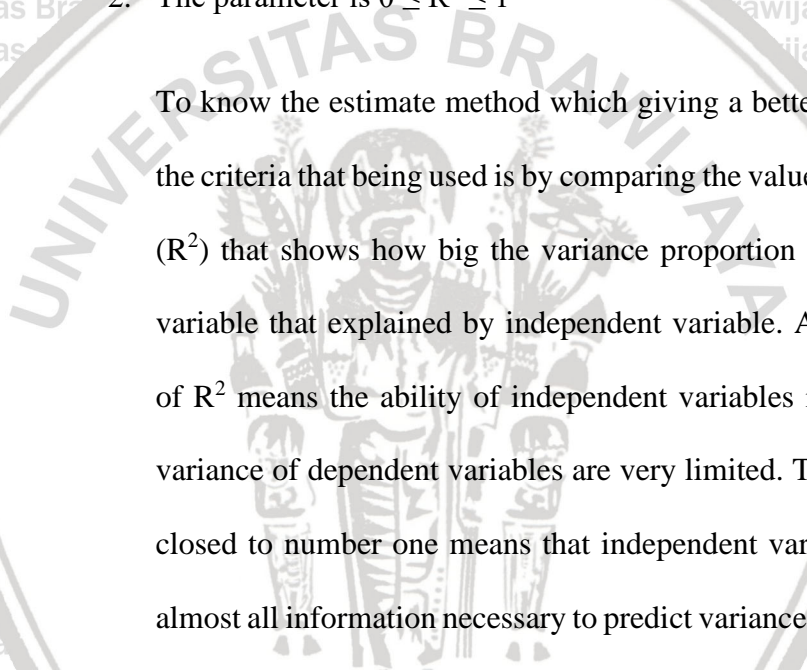 2. The parameter is 0 ≤ R² ≤ 1
UNIVERSITAS BRAWIJAYA
To know the estimate method which giving a bette
the criteria that being used is by comparing the value
(R²) that shows how big the variance proportion
variable that explained by independent variable. A
of R² means the ability of independent variables
variance of dependent variables are very limited. T
closed to number one means that independent var
almost all information necessary to predict variance